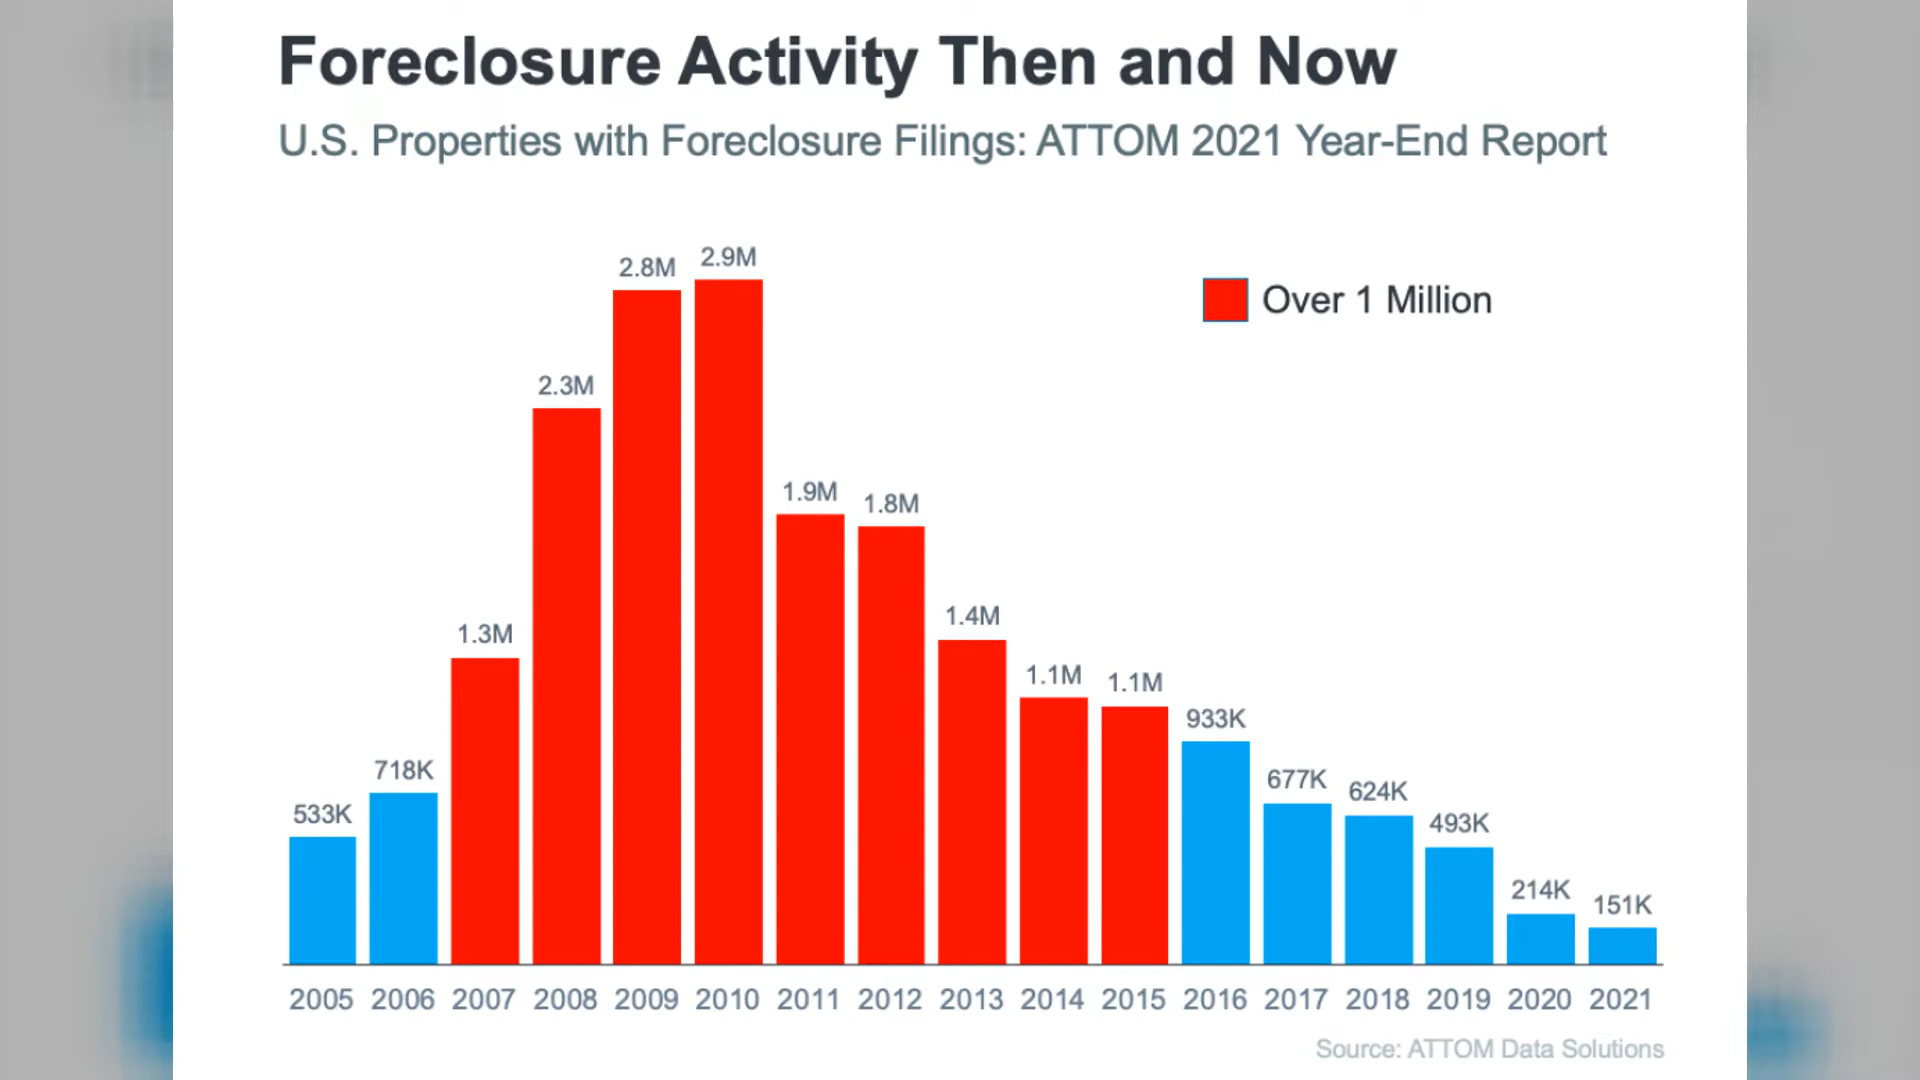 Foreclosure Activity Then and Now
U.S. Properties with Foreclosure Filings: ATTOM 2021 Year-End Report
2.9M
2.8M
Over 1 Million
2.3M
1.9M
1.8M
1.4M
1.3M
1.1M
1.1M
933K
718K
677K
624K
533K
493K
214K
151K
2005 2006 2007 2008 2009 2010 2011 2012 2013 2014 2015 2016 2017 2018 2019 2020 2021
Source: ATTOM Data Solutions